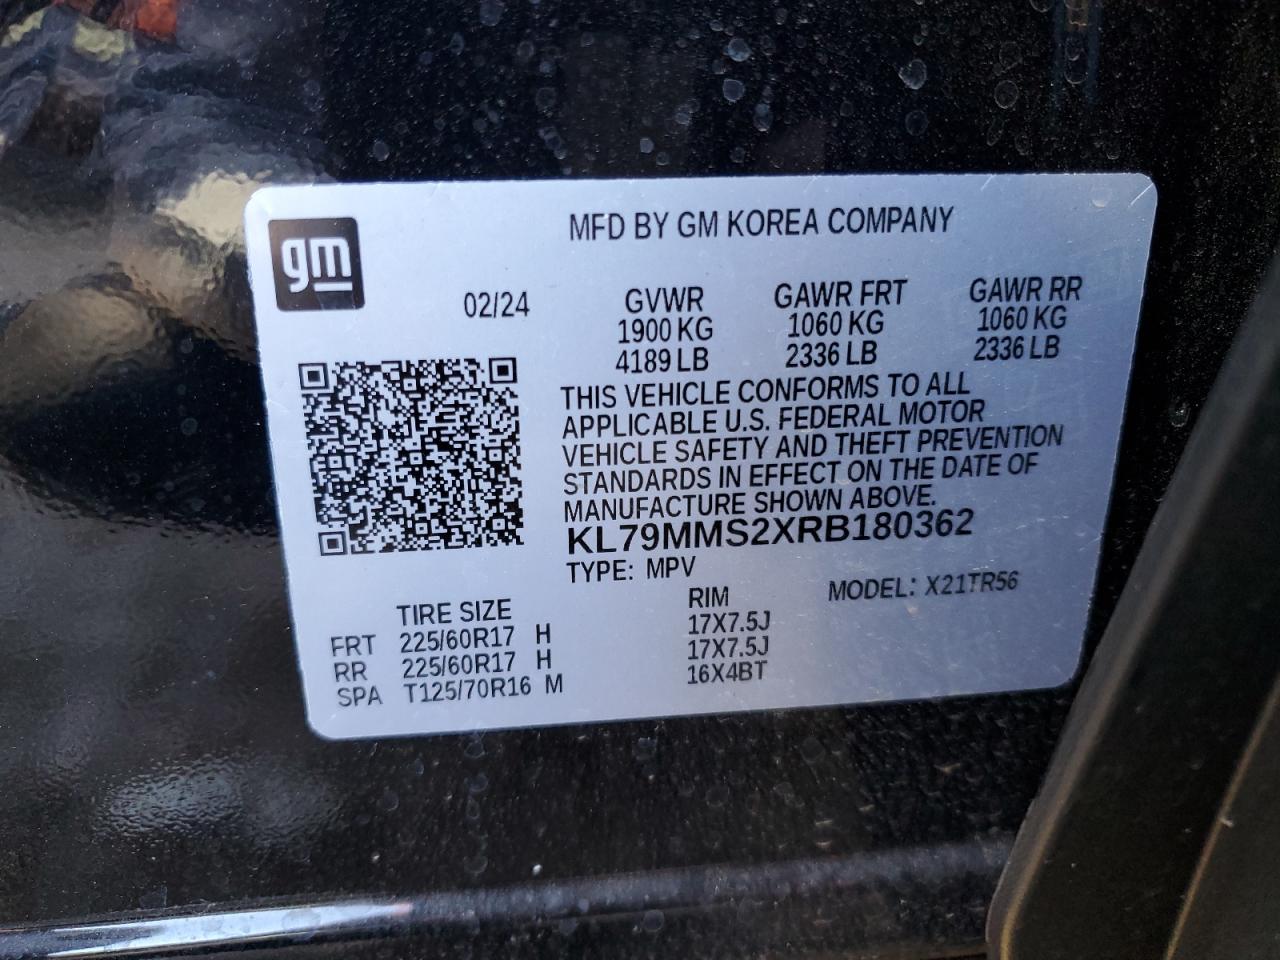 MFD BY GM KOREA COMPANY
gm
02/24 GVWR GAWR FRT GAWR RR
1900 KG 1060 KG 1060 KG
4189 LB 2336 LB 2336 LB
THIS VEHICLE CONFORMS TO ALL
APPLICABLE U.S. FEDERAL MOTOR
VEHICLE SAFETY AND THEFT PREVENTION
STANDARDS IN EFFECT ON THE DATE OF
MANUFACTURE SHOWN ABOVE.
KL79MMS2XRB180362
TYPE: MPV MODEL: X21TR56
TIRE SIZE RIM
FRT 225/60R17 H 17X7.5J
RR 225/60R17 H 17X7.5J
SPA T125/70R16 M 16X4BT